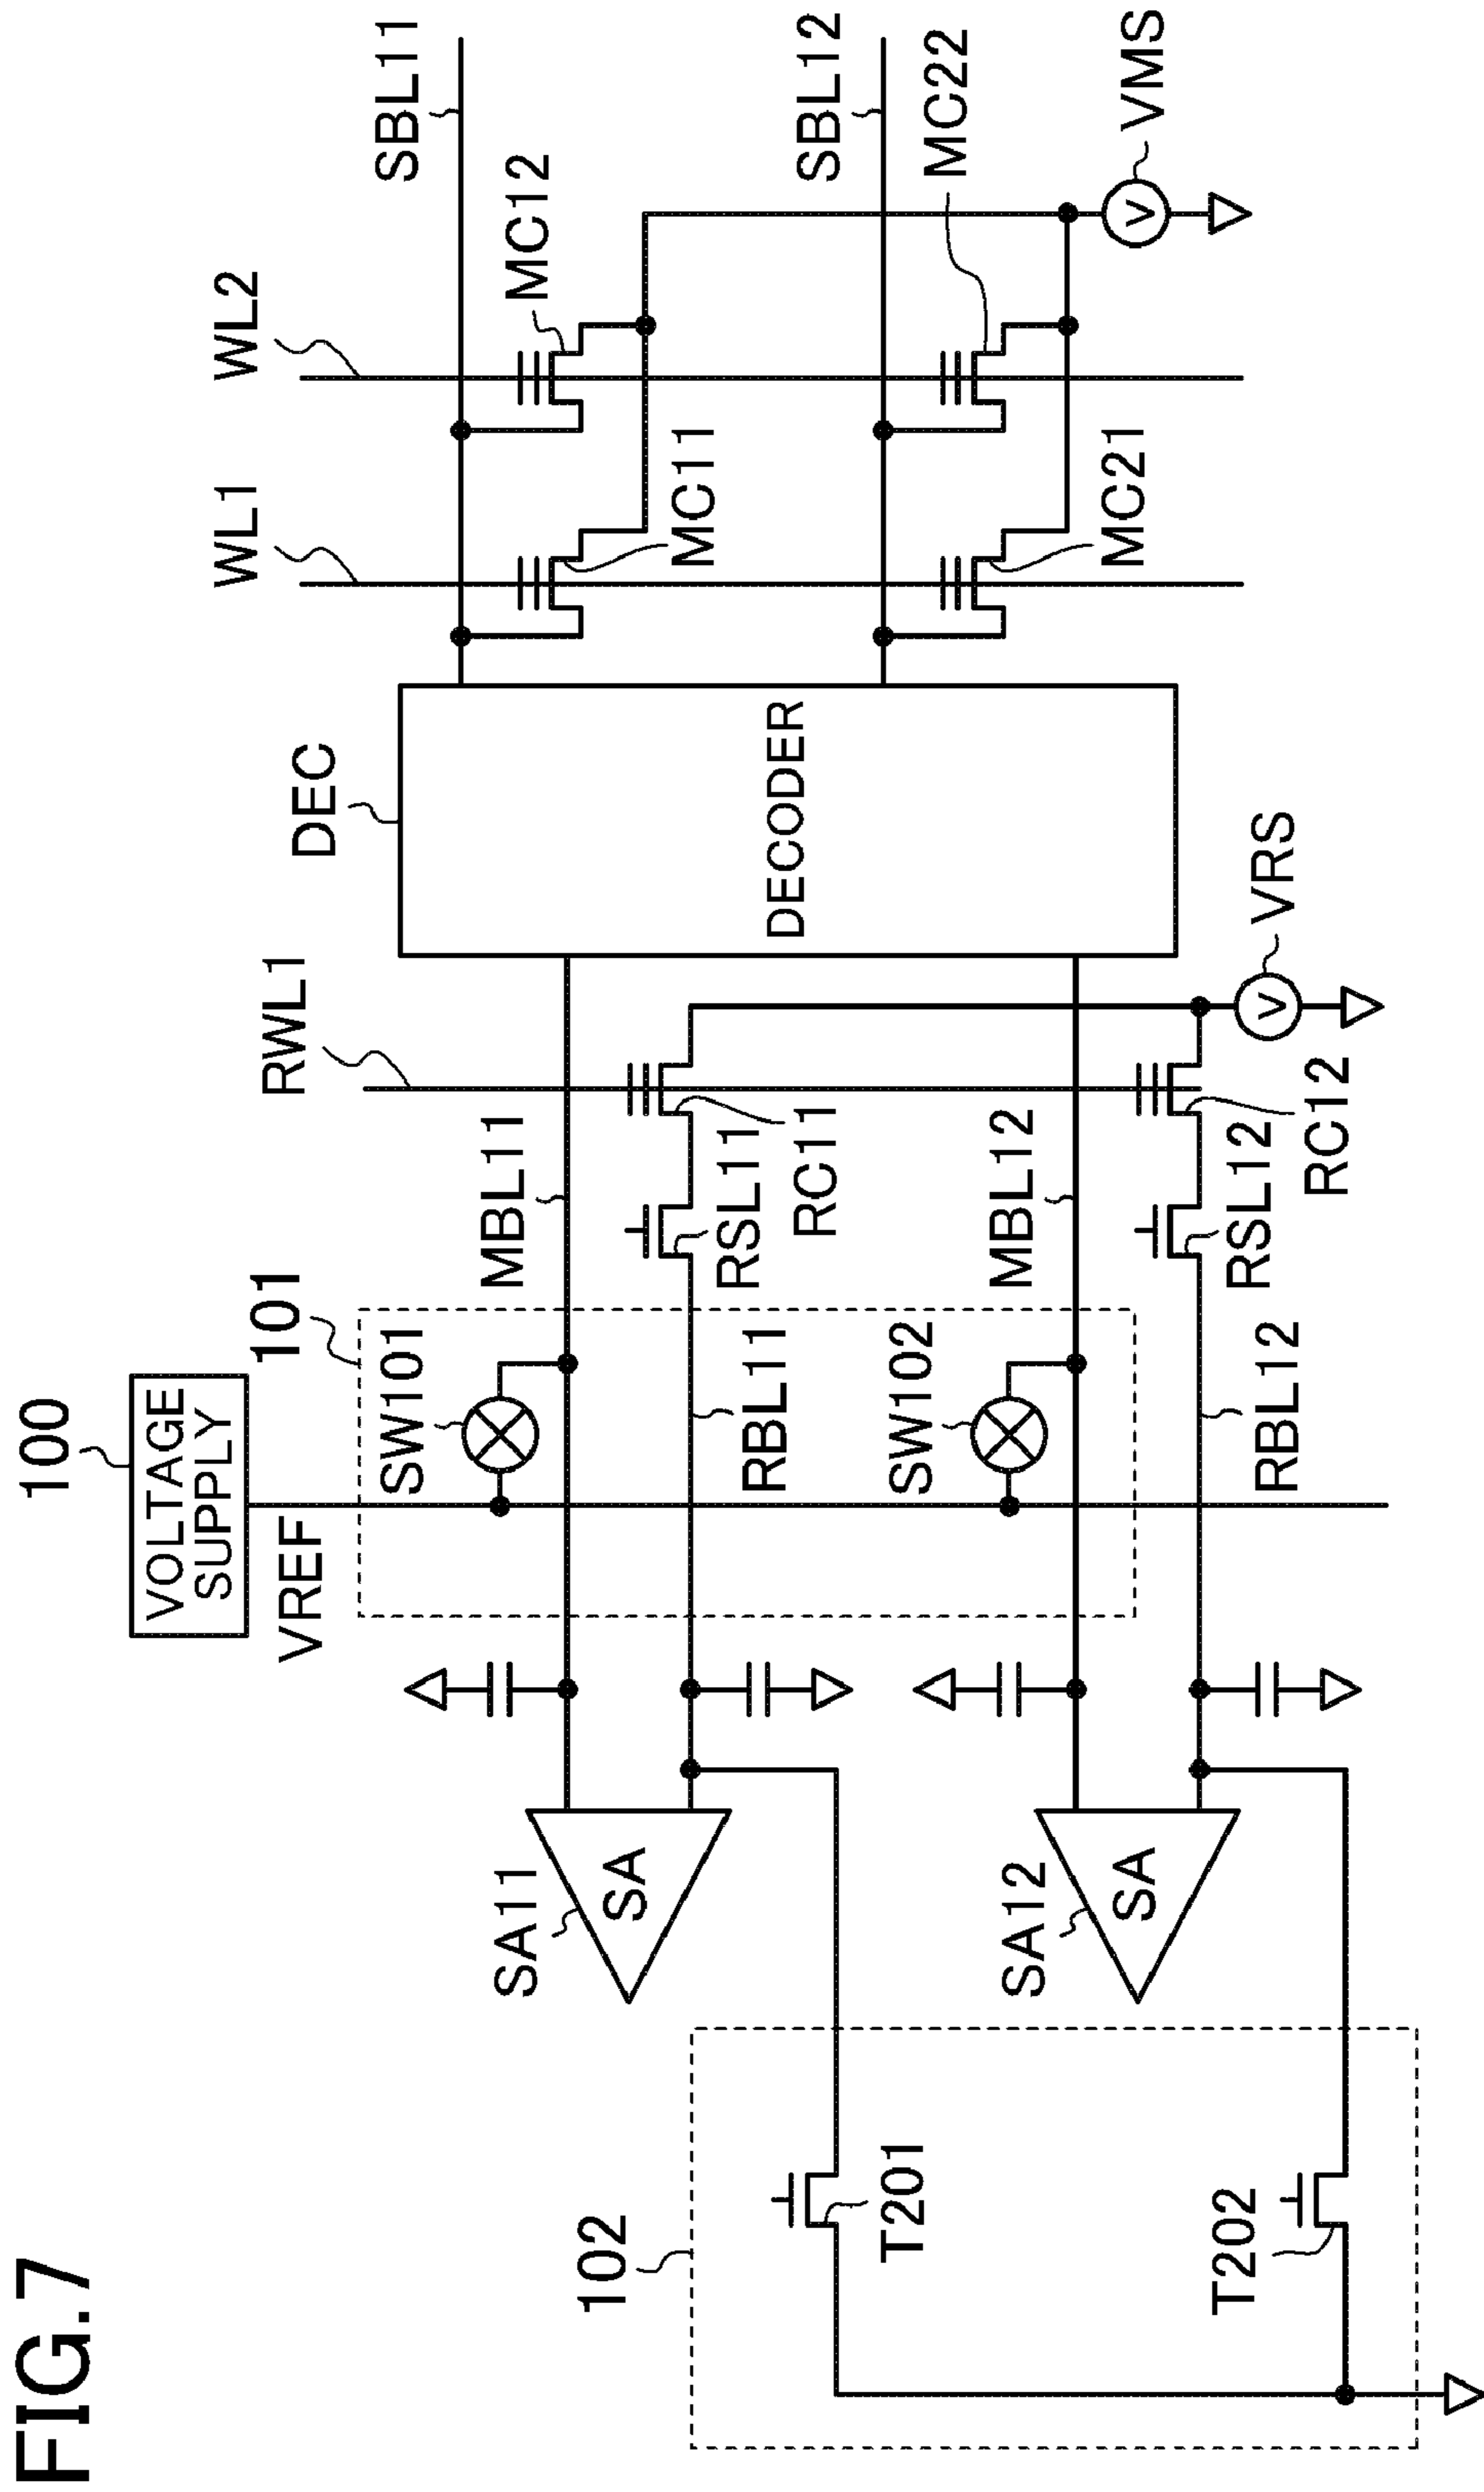 FIG.7
100
VOLTAGE
SUPPLY
VREF
101
SW101
SW102
102
T201
T202
SA11
SA
SA12
SA
MBL11
RBL11
RSL11
RC11
MBL12
RBL12
RSL12
RC12
RWL1
VRS
V
DEC
DECODER
WL1
WL2
SBL11
MC11
MC12
SBL12
MC21
MC22
VMS
V